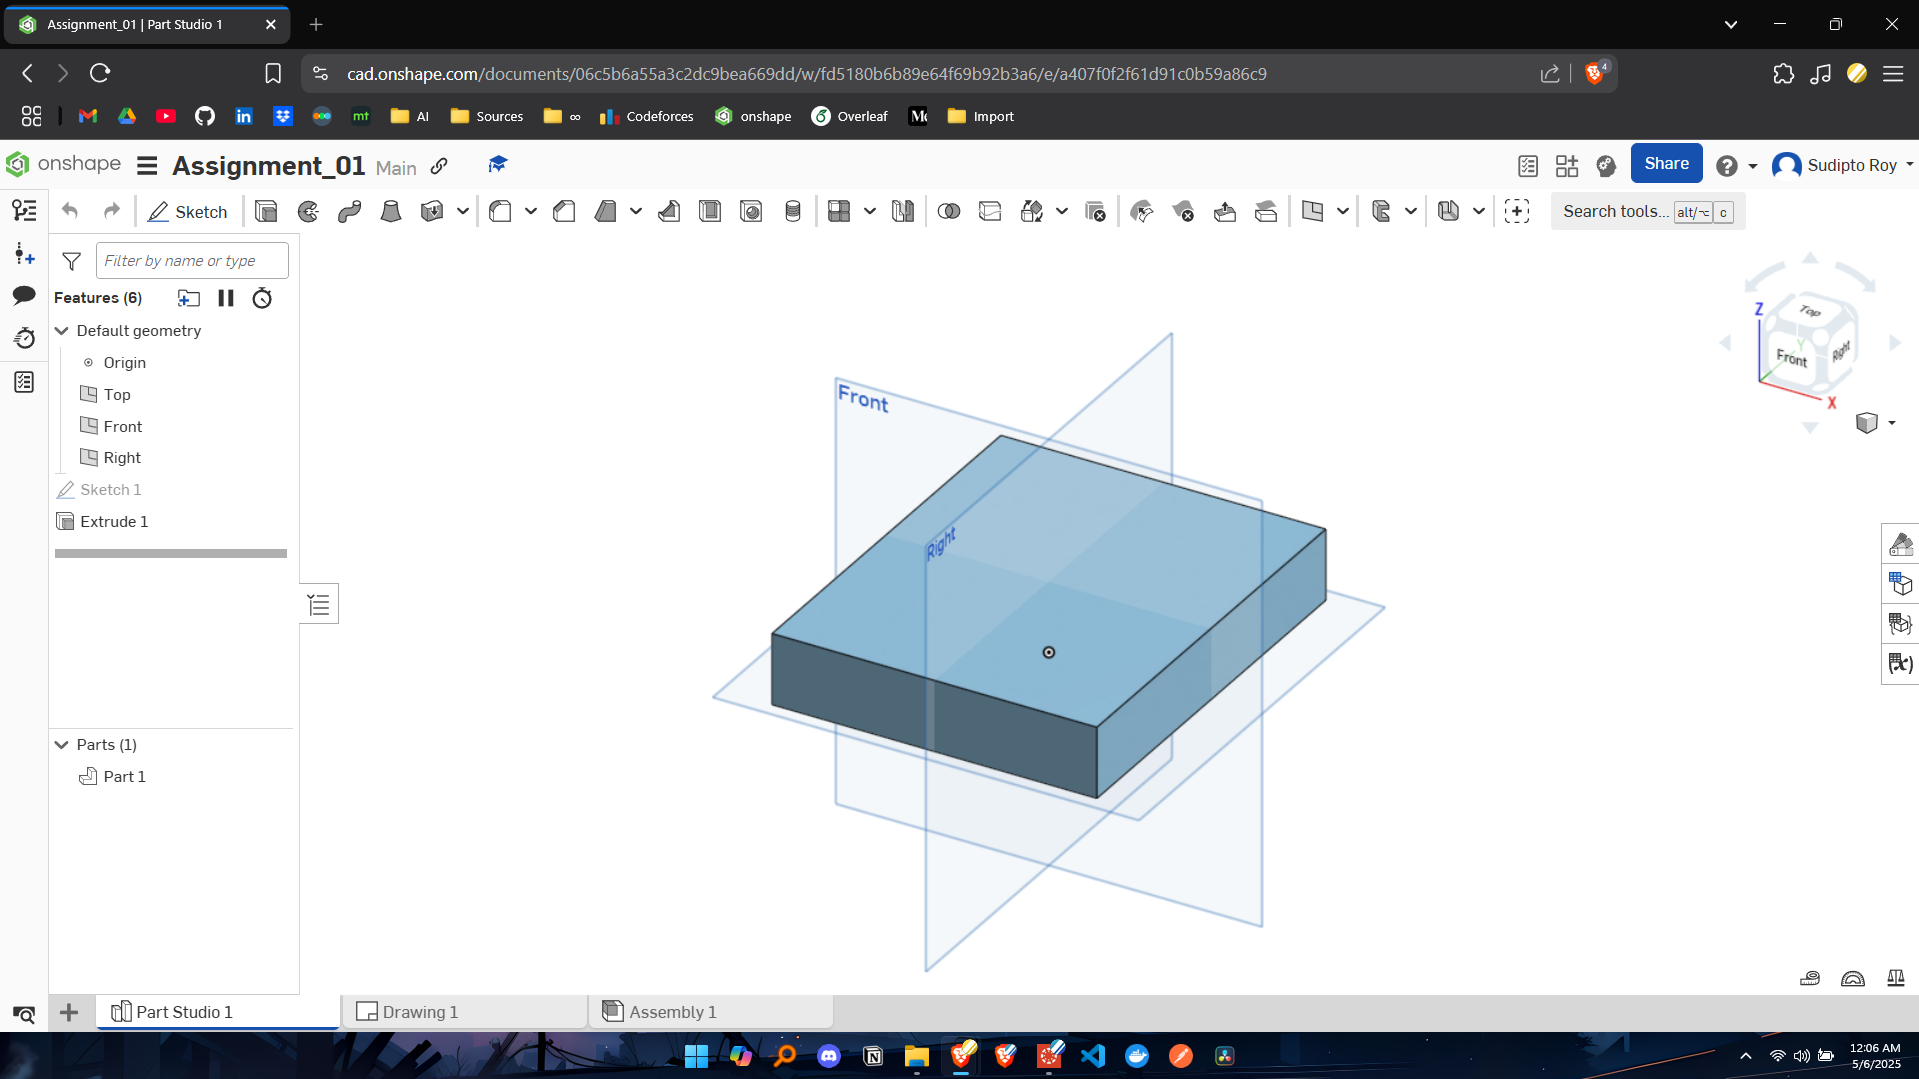 Assignment_01 | Part Studio 1
cad.onshape.com/documents/06c5b6a55a3c2dc9bea669dd/w/fd5180b6b89e64f69b92b3a6/e/a407f0f2f61d91c0b59a86c9
4
mt
AI
Sources
∞
Codeforces
onshape
Overleaf
Import
onshape
Assignment_01 Main
Share
Sudipto Roy
Sketch
Search tools... alt/⌥ c
Filter by name or type
Features (6)
Default geometry
Origin
Top
Front
Right
Sketch 1
Extrude 1
Parts (1)
Part 1
Front
Right
Top
Front
Right
Z
Y
X
Part Studio 1
Drawing 1
Assembly 1
12:06 AM
5/6/2025